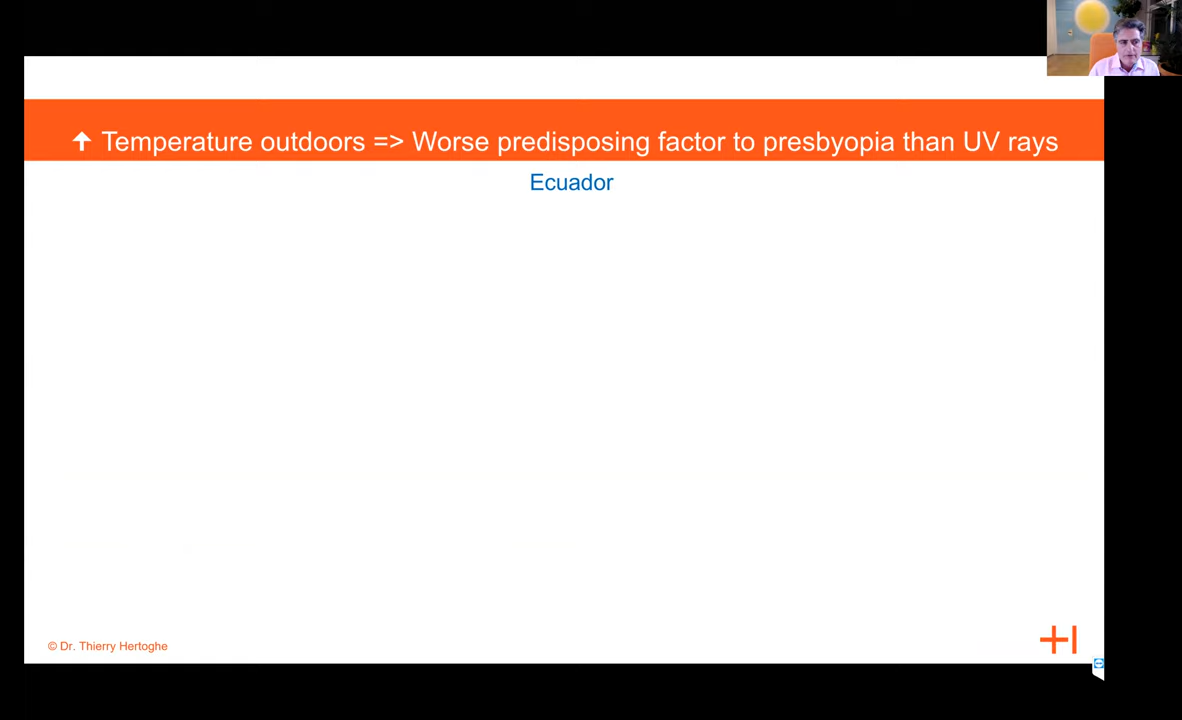 Temperature outdoors => Worse predisposing factor to presbyopia than UV rays
Ecuador
© Dr. Thierry Hertoghe